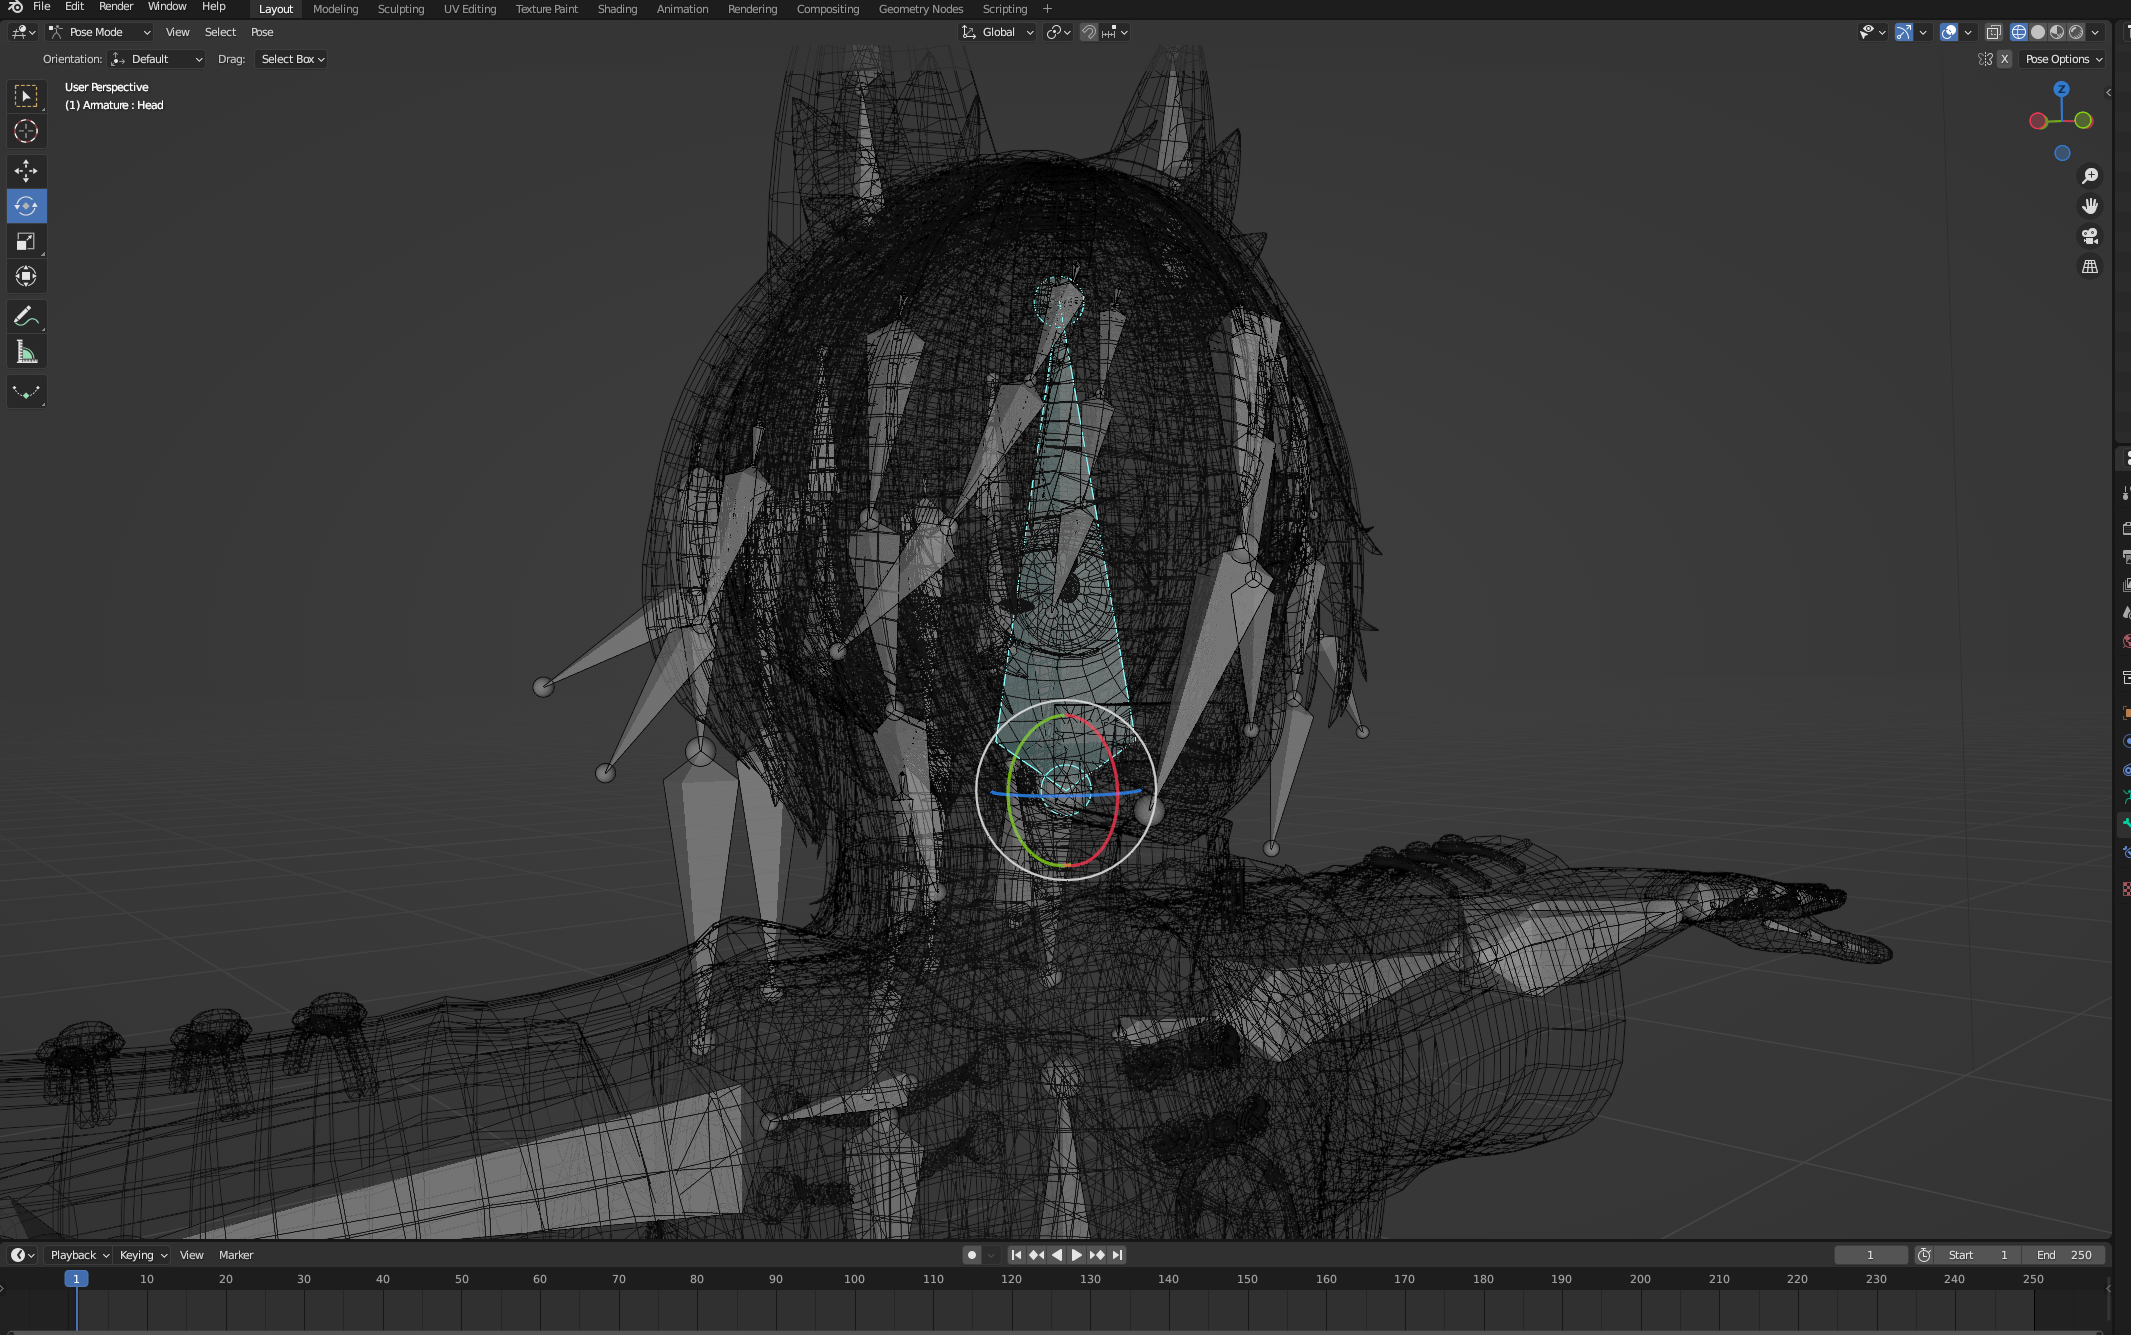 File Edit Render Window Help Layout Modeling Sculpting UV Editing Texture Paint Shading Animation Rendering Compositing Geometry Nodes Scripting +
Pose Mode View Select Pose Global
Orientation: Default Drag: Select Box X Pose Options
User Perspective
(1) Armature : Head
Z
Playback Keying View Marker 1 Start 1 End 250
1 10 20 30 40 50 60 70 80 90 100 110 120 130 140 150 160 170 180 190 200 210 220 230 240 250